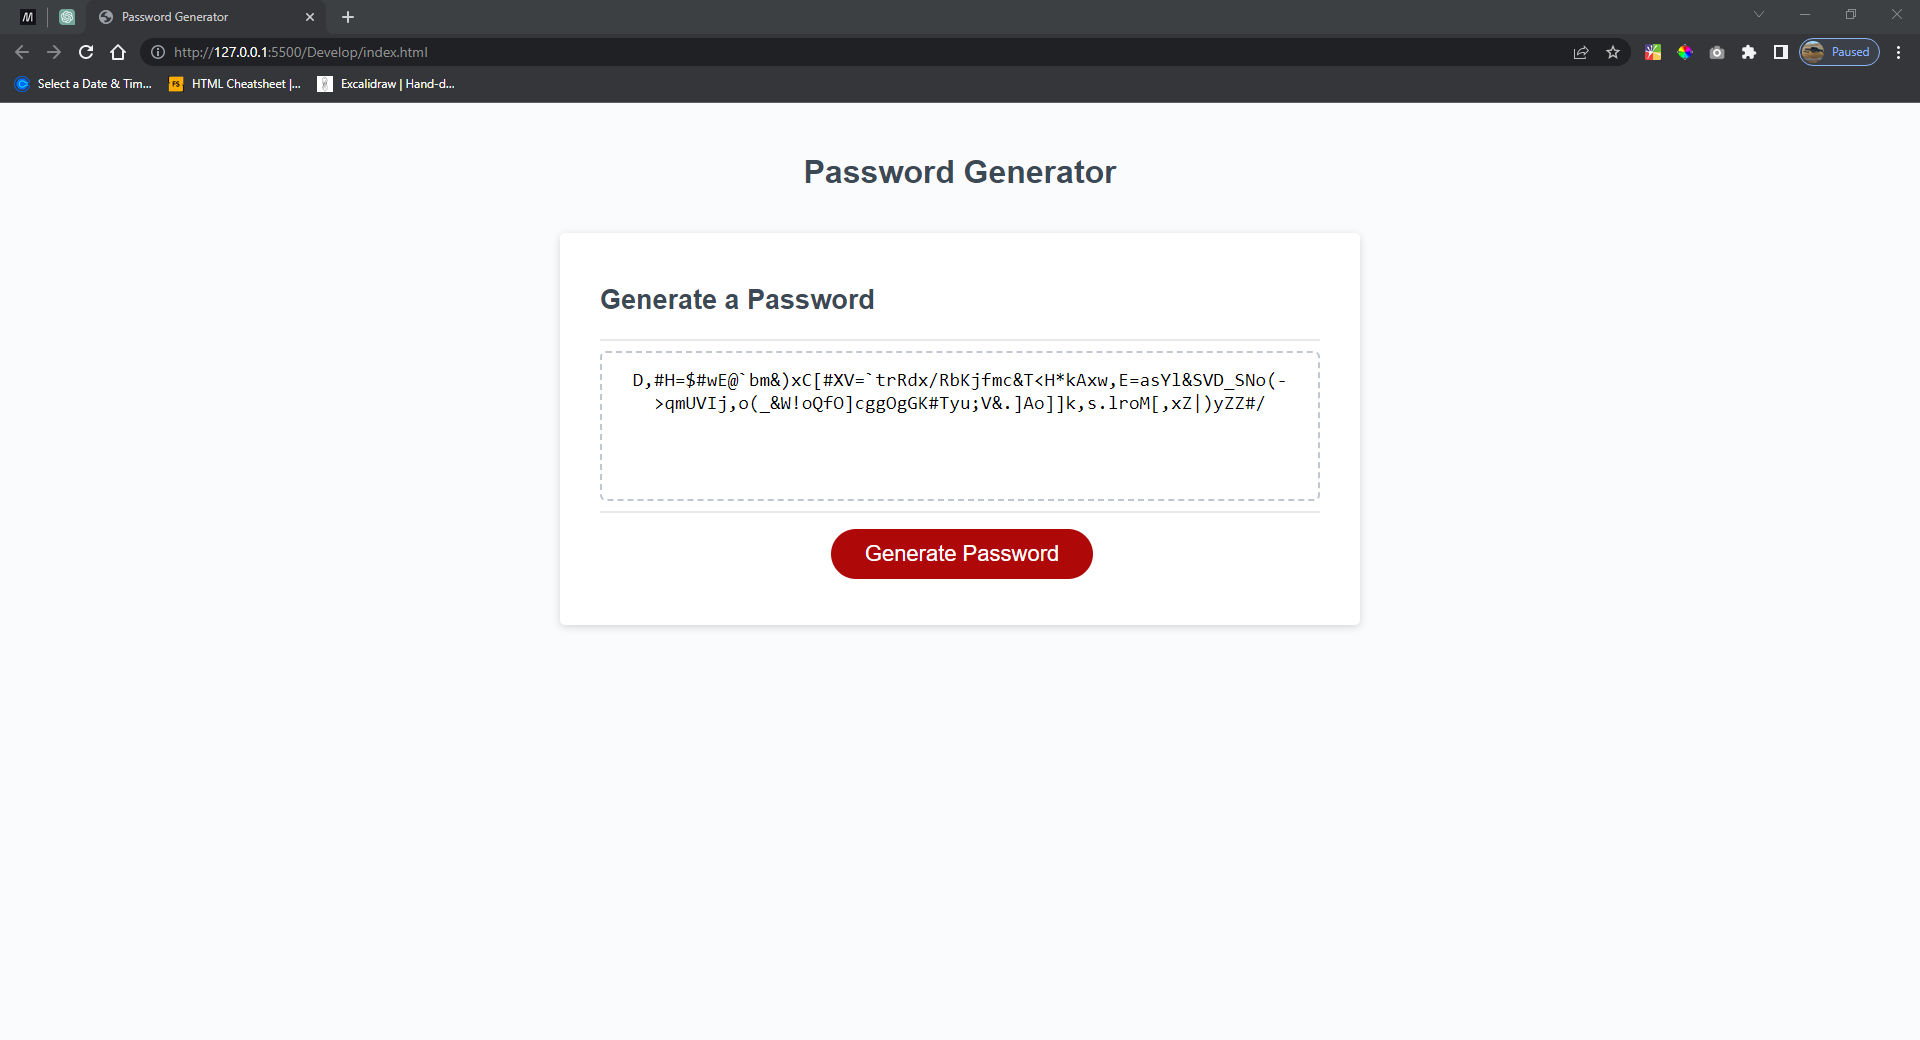 Password Generator
http://127.0.0.1:5500/Develop/index.html
Paused
Select a Date & Tim...
FS
HTML Cheatsheet |...
Excalidraw | Hand-d...
Password Generator
Generate a Password
D,#H=$#wE@`bm&)xC[#XV=`trRdx/RbKjfmc&T<H*kAxw,E=asYl&SVD_SNo(-
>qmUVIj,o(_&W!oQfO]cggOgGK#Tyu;V&.]Ao]]k,s.lroM[,xZ|)yZZ#/
Generate Password